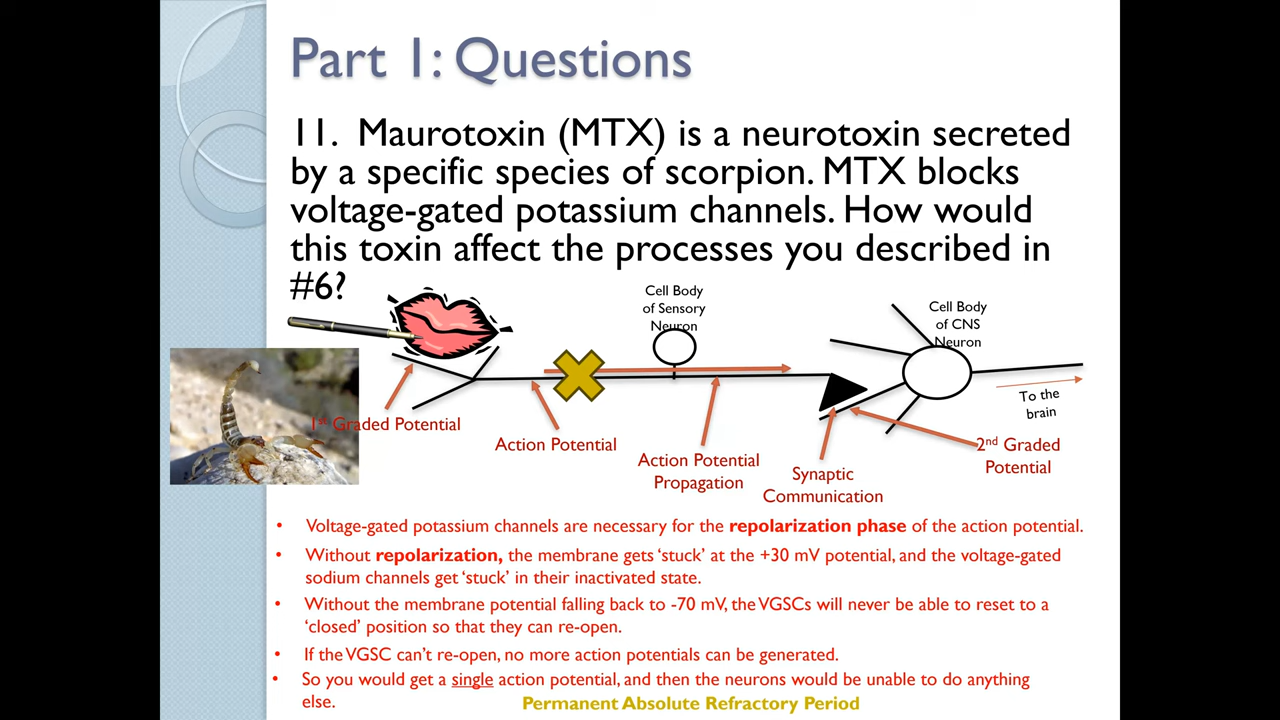 Part 1: Questions
11. Maurotoxin (MTX) is a neurotoxin secreted
by a specific species of scorpion. MTX blocks
voltage-gated potassium channels. How would
this toxin affect the processes you described in
#6?
Cell Body
of Sensory
Neuron
Cell Body
of CNS
Neuron
To the
brain
1st Graded Potential
Action Potential
Action Potential
Propagation
Synaptic
Communication
2nd Graded
Potential
• Voltage-gated potassium channels are necessary for the repolarization phase of the action potential.
• Without repolarization, the membrane gets ‘stuck’ at the +30 mV potential, and the voltage-gated
sodium channels get ‘stuck’ in their inactivated state.
• Without the membrane potential falling back to -70 mV, the VGSCs will never be able to reset to a
‘closed’ position so that they can re-open.
• If the VGSC can’t re-open, no more action potentials can be generated.
• So you would get a single action potential, and then the neurons would be unable to do anything
else.
Permanent Absolute Refractory Period